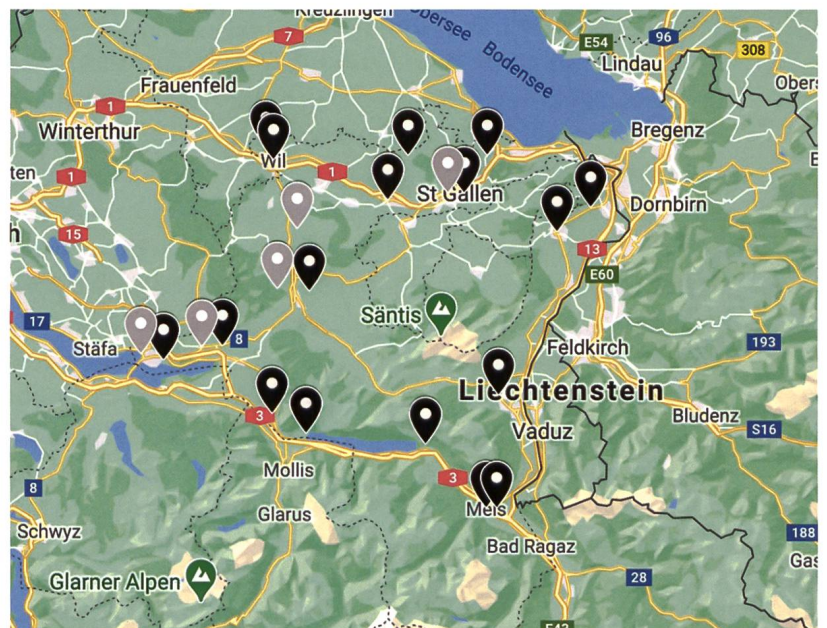 Kreuzlingen
Obersee
Bodensee
7
E54
96
308
Lindau
Frauenfeld
1
Winterthur
Bregenz
Wil
1
1
St Gallen
15
Dornbirn
13
E60
Säntis
17
Stäfa
8
Feldkirch
193
Liechtenstein
3
Bludenz
S16
Vaduz
Mollis
3
8
Mels
Glarus
Schwyz
188
Bad Ragaz
Glarner Alpen
28
E43